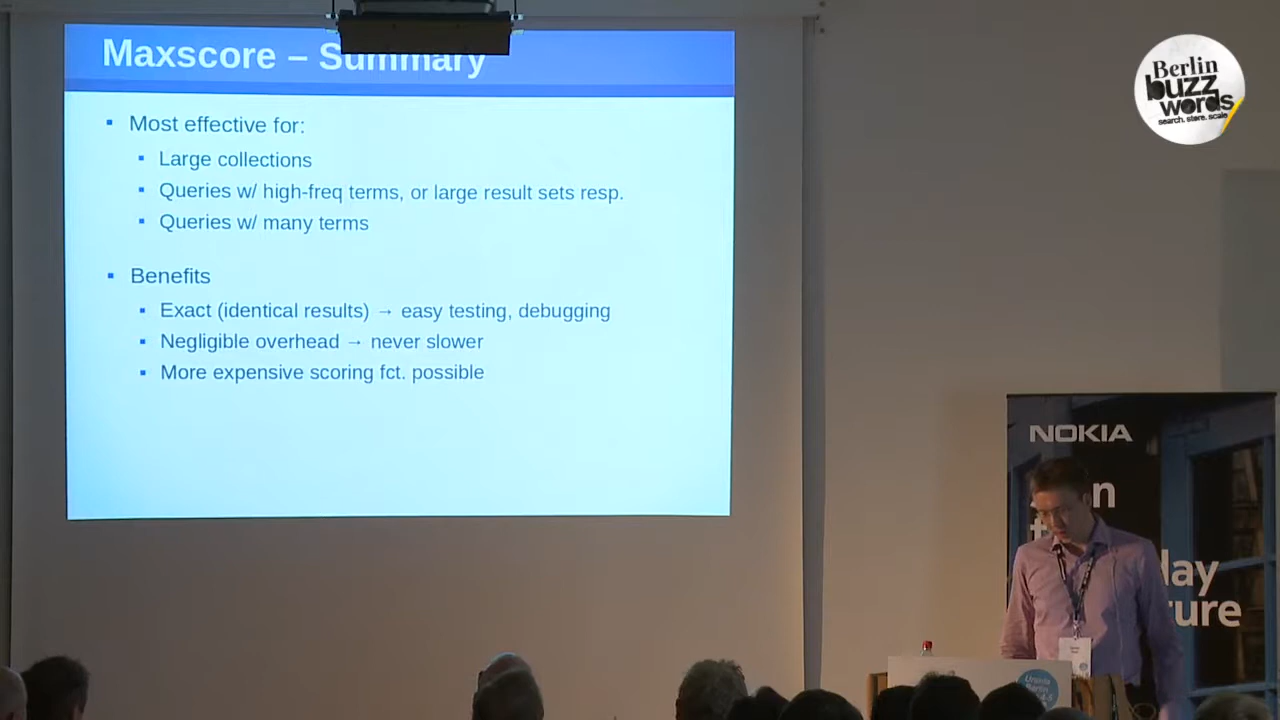 Maxscore – Summary
Most effective for:
Large collections
Queries w/ high-freq terms, or large result sets resp.
Queries w/ many terms
Benefits
Exact (identical results) → easy testing, debugging
Negligible overhead → never slower
More expensive scoring fct. possible
Berlin
buzz
words
search. store. scale
NOKIA
Urania
Berlin